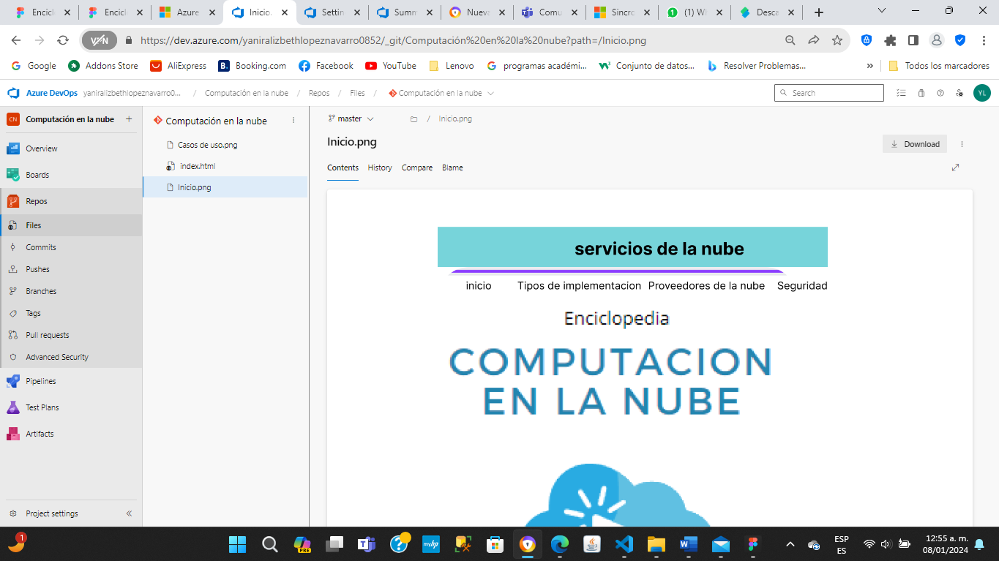 Encicl
Encicl
Azure
Inicio.
Settin
Summ
Nueva
Comu
Sincro
(1) Wh
Desca
VPN
https://dev.azure.com/yaniralizbethlopeznavarro0852/_git/Computación%20en%20la%20nube?path=/Inicio.png
Google
Addons Store
AliExpress
Booking.com
Facebook
YouTube
Lenovo
programas académi...
Conjunto de datos...
Resolver Problemas...
»
Todos los marcadores
Azure DevOps
yaniralizbethlopeznavarro0...
/ Computación en la nube / Repos / Files / Computación en la nube
Search
YL
CN Computación en la nube +
Overview
Boards
Repos
Files
Commits
Pushes
Branches
Tags
Pull requests
Advanced Security
Pipelines
Test Plans
Artifacts
Project settings
Computación en la nube
Casos de uso.png
index.html
Inicio.png
master
/ Inicio.png
Inicio.png
Download
Contents History Compare Blame
servicios de la nube
inicio Tipos de implementacion Proveedores de la nube Seguridad
Enciclopedia
COMPUTACION
EN LA NUBE
1
PRE
myhp
ESP
ES
12:55 a. m.
08/01/2024